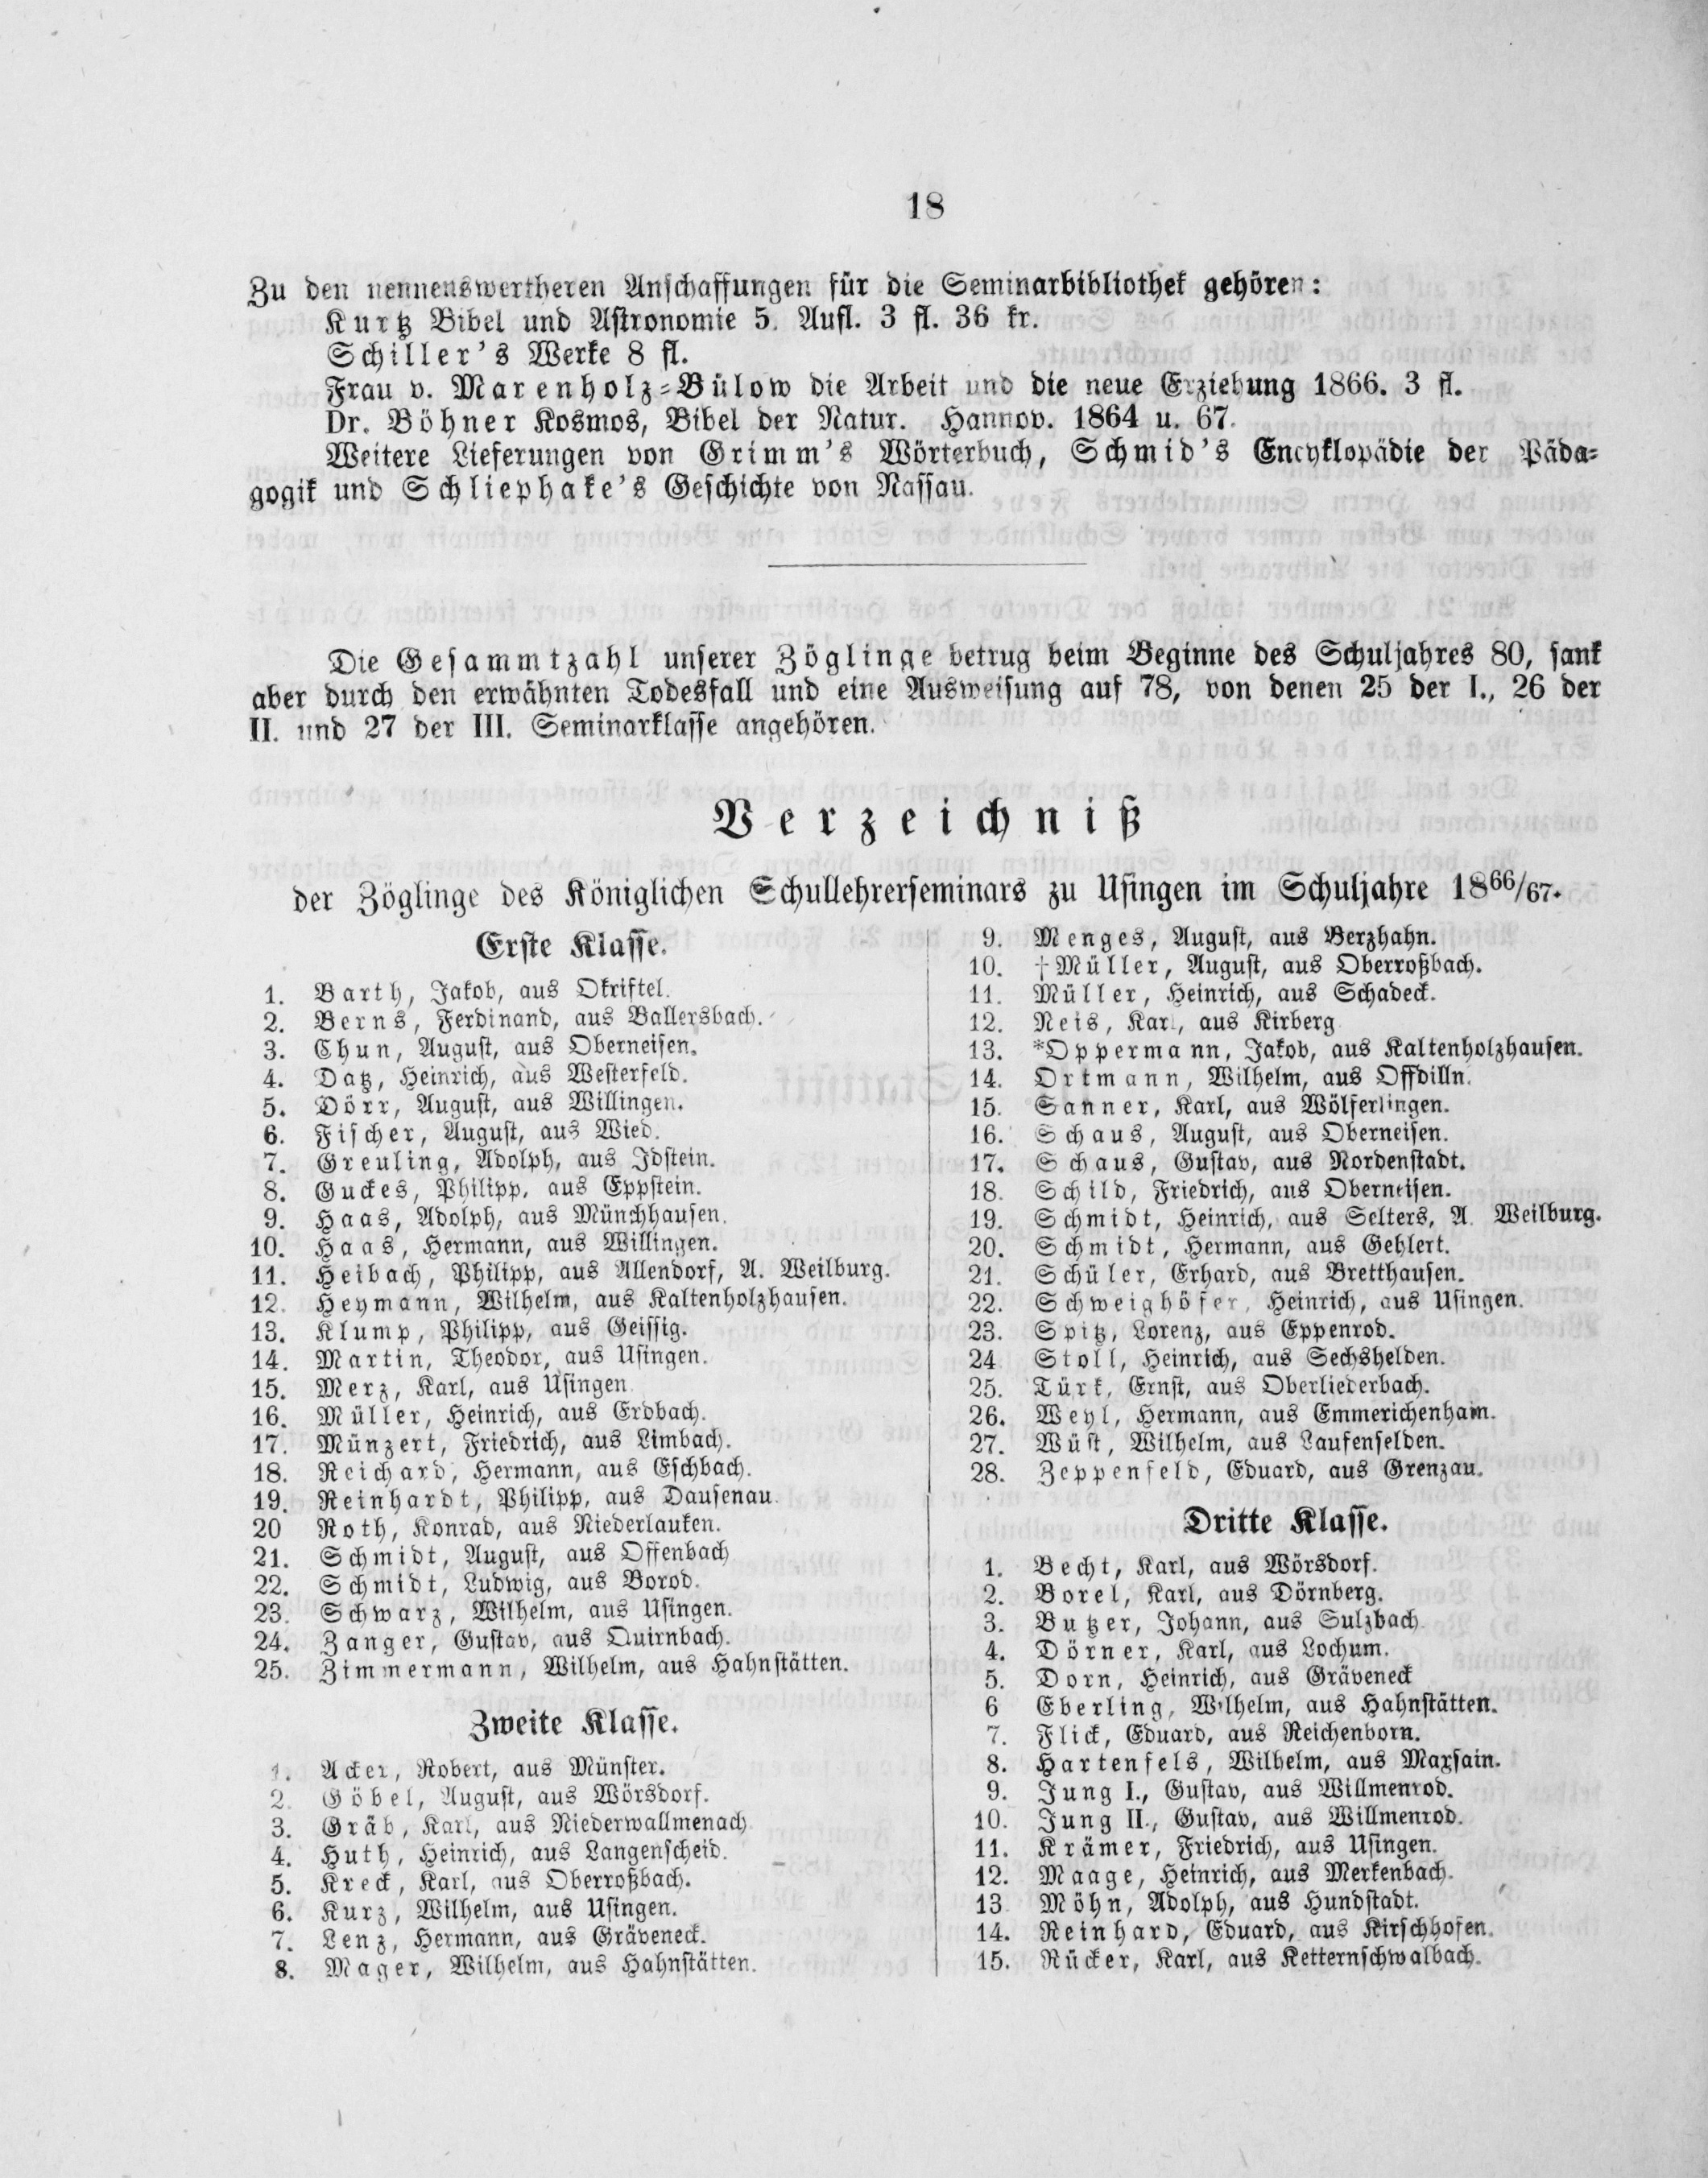 18
Zu den nennenswertheren Anschaffungen für die Seminarbibliothek gehören:
Kurtz Bibel und Astronomie 5. Aufl. 3 fl. 36 kr.
Schiller's Werke 8 fl.
Frau v. Marenholz-Bülow die Arbeit und die neue Erziehung 1866. 3 fl.
Dr. Böhner Kosmos, Bibel der Natur. Hannov. 1864 u. 67.
Weitere Lieferungen von Grimm's Wörterbuch, Schmid's Encyklopädie der Päda-
gogik und Schliephake's Geschichte von Nassau.
Die Gesammtzahl unserer Zöglinge betrug beim Beginne des Schuljahres 80, sank
aber durch den erwähnten Todesfall und eine Ausweisung auf 78, von denen 25 der I., 26 der
II. und 27 der III. Seminarklasse angehören.
Verzeichniß
der Zöglinge des Königlichen Schullehrerseminars zu Usingen im Schuljahre 1866/67.
Erste Klasse.
1. Barth, Jakob, aus Okriftel.
2. Berns, Ferdinand, aus Ballersbach.
3. Chun, August, aus Oberneisen.
4. Datz, Heinrich, aus Westerfeld.
5. Dörr, August, aus Willingen.
6. Fischer, August, aus Wied.
7. Greuling, Adolph, aus Idstein.
8. Guckes, Philipp, aus Eppstein.
9. Haas, Adolph, aus Münchhausen.
10. Haas, Hermann, aus Willingen.
11. Heibach, Philipp, aus Allendorf, A. Weilburg.
12. Heymann, Wilhelm, aus Kaltenholzhausen.
13. Klump, Philipp, aus Geissig.
14. Martin, Theodor, aus Usingen.
15. Merz, Karl, aus Usingen.
16. Müller, Heinrich, aus Erdbach.
17. Münzert, Friedrich, aus Limbach.
18. Reichard, Hermann, aus Eschbach.
19. Reinhardt, Philipp, aus Dausenau.
20 Roth, Konrad, aus Niederlauken.
21. Schmidt, August, aus Offenbach
22. Schmidt, Ludwig, aus Borod.
23. Schwarz, Wilhelm, aus Usingen.
24. Zanger, Gustav, aus Quirnbach.
25. Zimmermann, Wilhelm, aus Hahnstätten.
Zweite Klasse.
1. Acker, Robert, aus Münster.
2. Göbel, August, aus Wörsdorf.
3. Gräb, Karl, aus Niederwallmenach.
4. Huth, Heinrich, aus Langenscheid.
5. Kreck, Karl, aus Oberroßbach.
6. Kurz, Wilhelm, aus Usingen.
7. Lenz, Hermann, aus Gräveneck.
8. Mager, Wilhelm, aus Hahnstätten.
9. Menges, August, aus Berzhahn.
10. †Müller, August, aus Oberroßbach.
11. Müller, Heinrich, aus Schadeck.
12. Neis, Karl, aus Kirberg
13. *Oppermann, Jakob, aus Kaltenholzhausen.
14. Ortmann, Wilhelm, aus Offdilln.
15. Sanner, Karl, aus Wölferlingen.
16. Schaus, August, aus Oberneisen.
17. Schaus, Gustav, aus Nordenstadt.
18. Schild, Friedrich, aus Oberneisen.
19. Schmidt, Heinrich, aus Selters, A. Weilburg.
20. Schmidt, Hermann, aus Gehlert.
21. Schüler, Erhard, aus Bretthausen.
22. Schweighöfer, Heinrich, aus Usingen.
23. Spitz, Lorenz, aus Eppenrod.
24 Stoll, Heinrich, aus Sechshelden.
25. Türk, Ernst, aus Oberliederbach.
26. Weyl, Hermann, aus Emmerichenhain.
27. Wüst, Wilhelm, aus Laufenselden.
28. Zeppenfeld, Eduard, aus Grenzau.
Dritte Klasse.
1. Becht, Karl, aus Wörsdorf.
2. Borel, Karl, aus Dörnberg.
3. Butzer, Johann, aus Sulzbach
4. Dörner, Karl, aus Lochum.
5. Dorn, Heinrich, aus Gräveneck
6 Eberling, Wilhelm, aus Hahnstätten.
7. Flick, Eduard, aus Reichenborn.
8. Hartenfels, Wilhelm, aus Maxsain.
9. Jung I., Gustav, aus Willmenrod.
10. Jung II., Gustav, aus Willmenrod.
11. Krämer, Friedrich, aus Usingen.
12. Maage, Heinrich, aus Merkenbach.
13 Möhn, Adolph, aus Hundstadt.
14. Reinhard, Eduard, aus Kirschhofen.
15. Rücker, Karl, aus Ketternschwalbach.